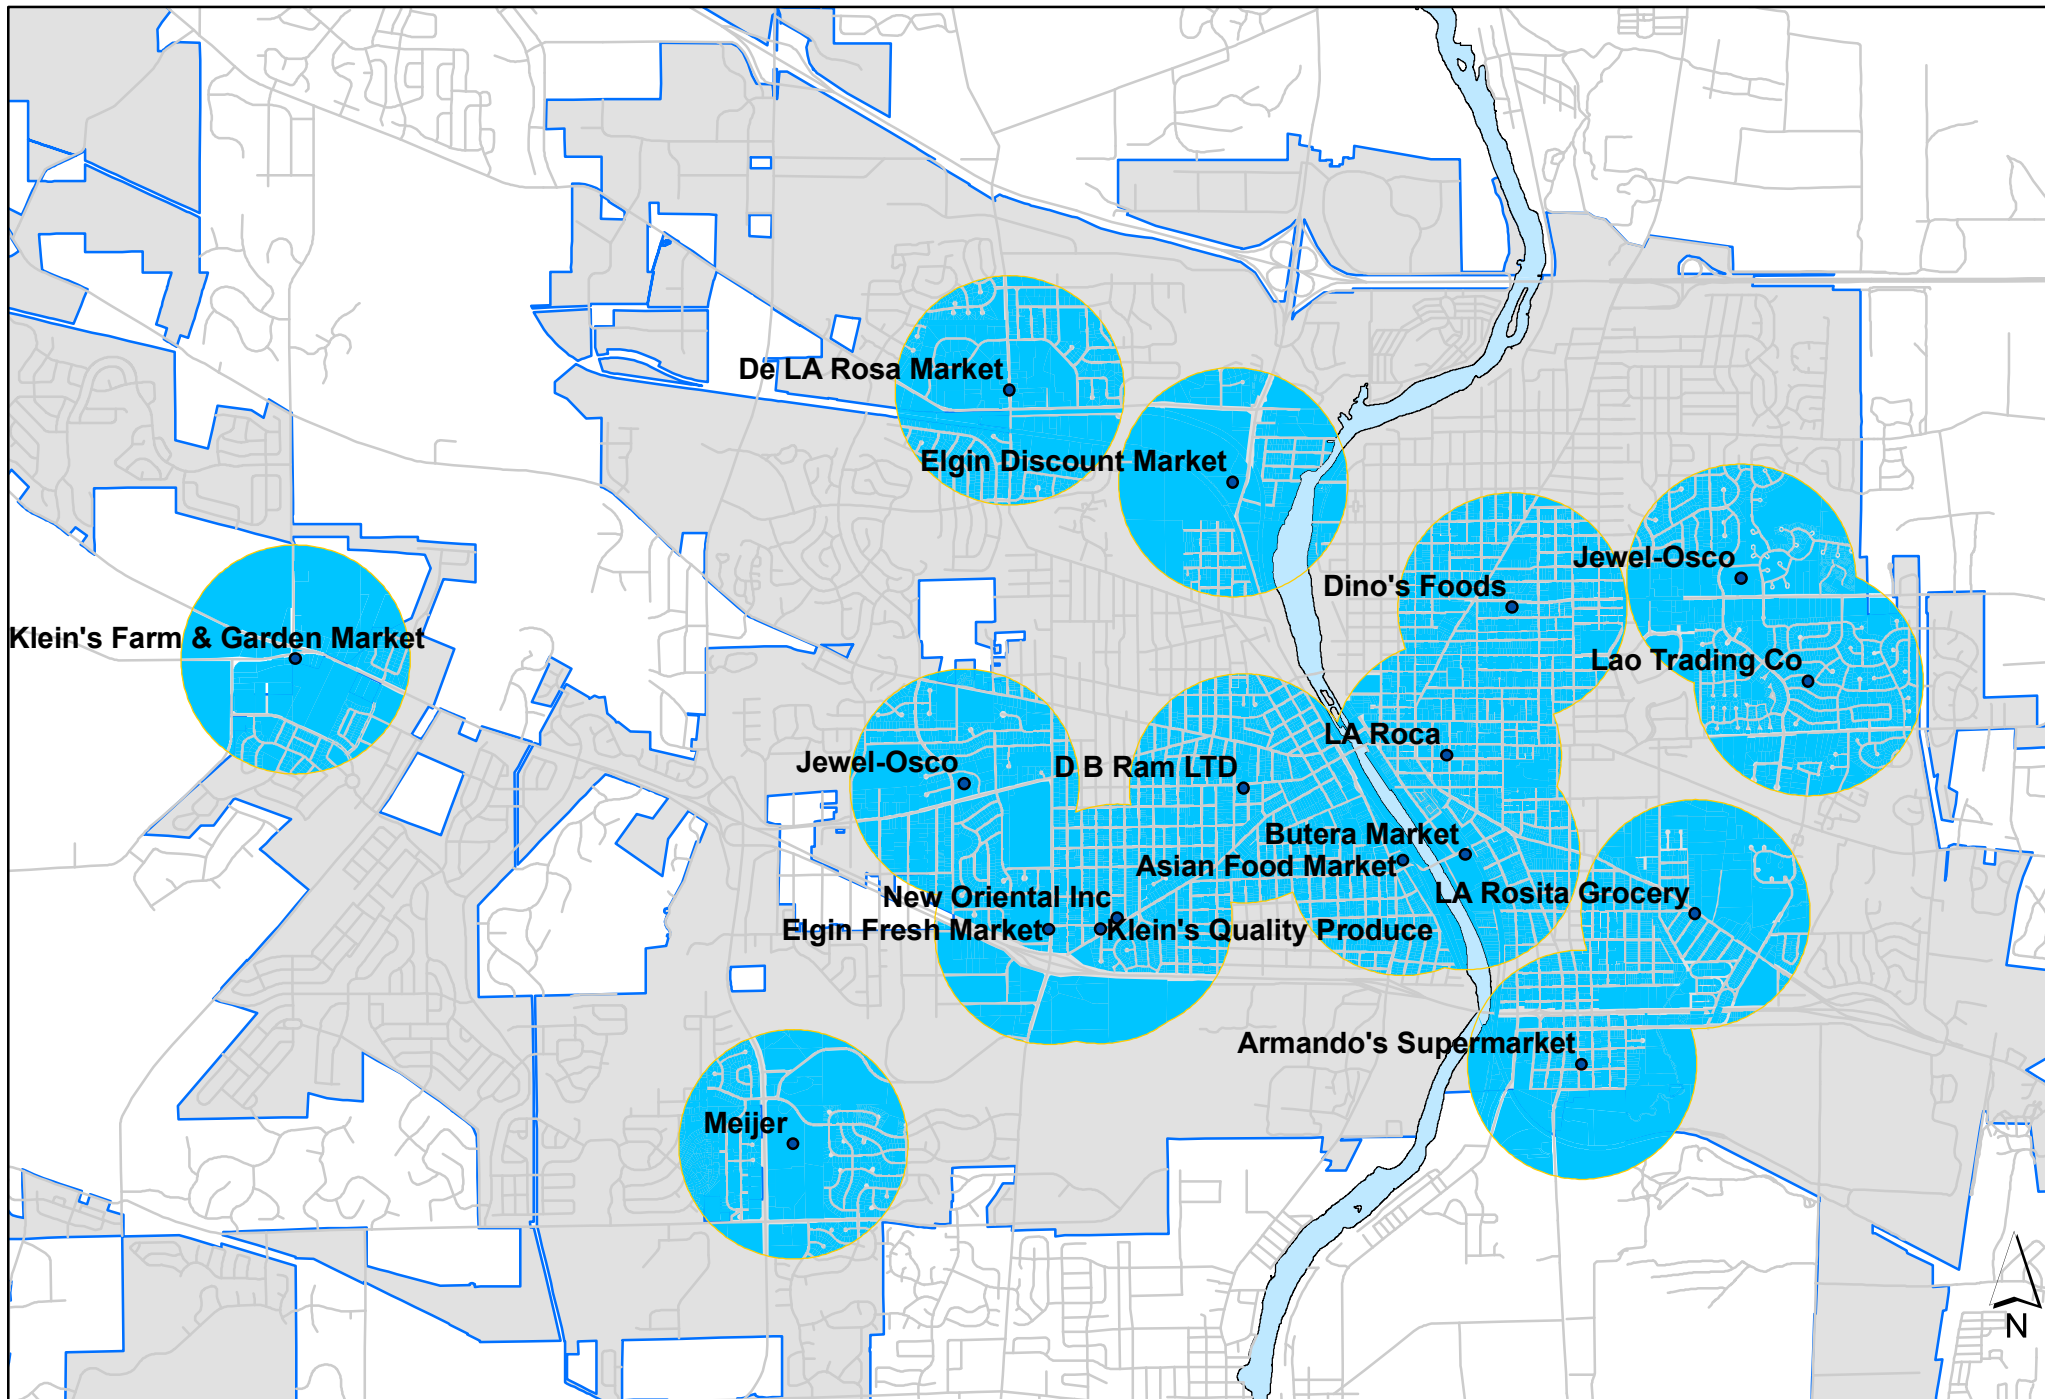 De LA Rosa Market
Elgin Discount Market
Jewel-Osco
Dino's Foods
Klein's Farm & Garden Market
Lao Trading Co
LA Roca
Jewel-Osco
D B Ram LTD
Butera Market
Asian Food Market
LA Rosita Grocery
New Oriental Inc
Elgin Fresh Market
Klein's Quality Produce
Armando's Supermarket
Meijer
N